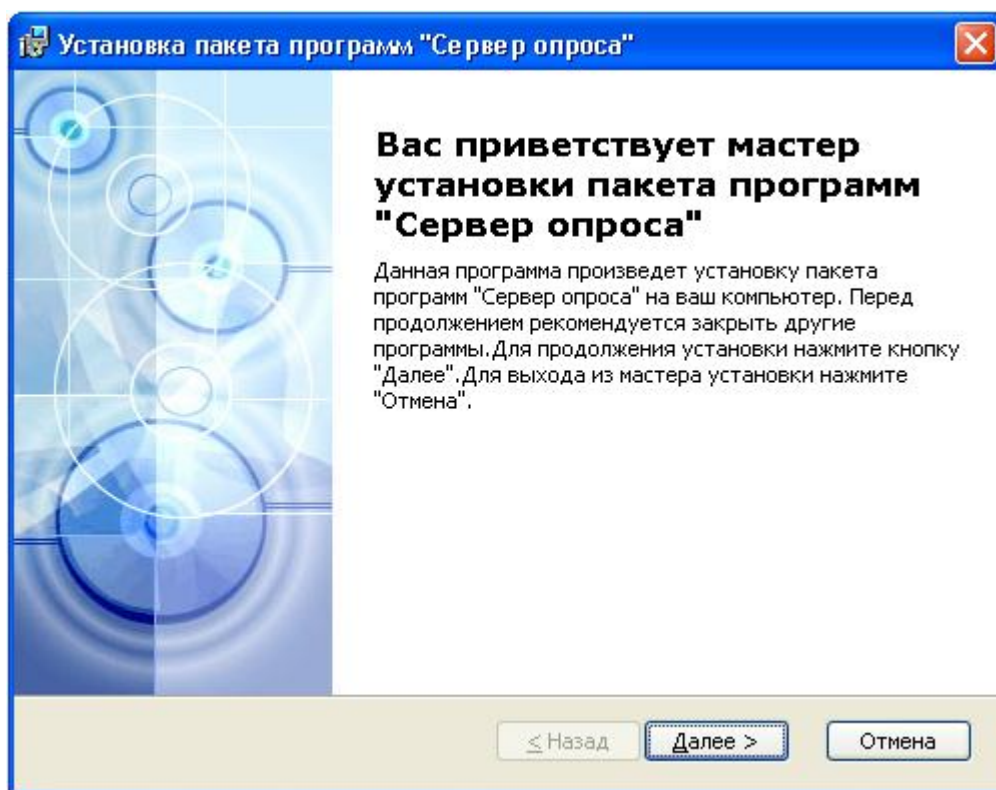 Установка пакета программ "Сервер опроса"
Вас приветствует мастер
установки пакета программ
"Сервер опроса"
Данная программа произведет установку пакета
программ "Сервер опроса" на ваш компьютер. Перед
продолжением рекомендуется закрыть другие
программы.Для продолжения установки нажмите кнопку
"Далее".Для выхода из мастера установки нажмите
"Отмена".
< Назад
Далее >
Отмена